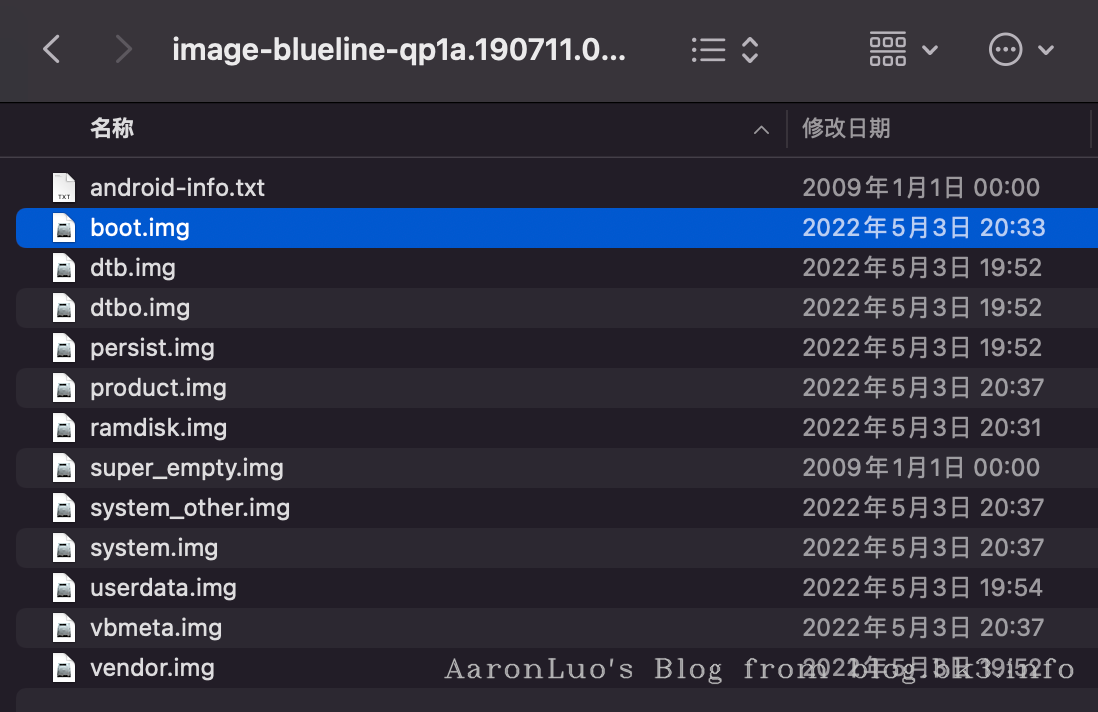 image-blueline-qp1a.190711.0...
名称 修改日期
TXT
android-info.txt 2009年1月1日 00:00
boot.img 2022年5月3日 20:33
dtb.img 2022年5月3日 19:52
dtbo.img 2022年5月3日 19:52
persist.img 2022年5月3日 19:52
product.img 2022年5月3日 20:37
ramdisk.img 2022年5月3日 20:31
super_empty.img 2009年1月1日 00:00
system_other.img 2022年5月3日 20:37
system.img 2022年5月3日 20:37
userdata.img 2022年5月3日 19:54
vbmeta.img 2022年5月3日 20:37
vendor.img 2022年5月3日 19:52
AaronLuo's Blog from blog.bk3.info